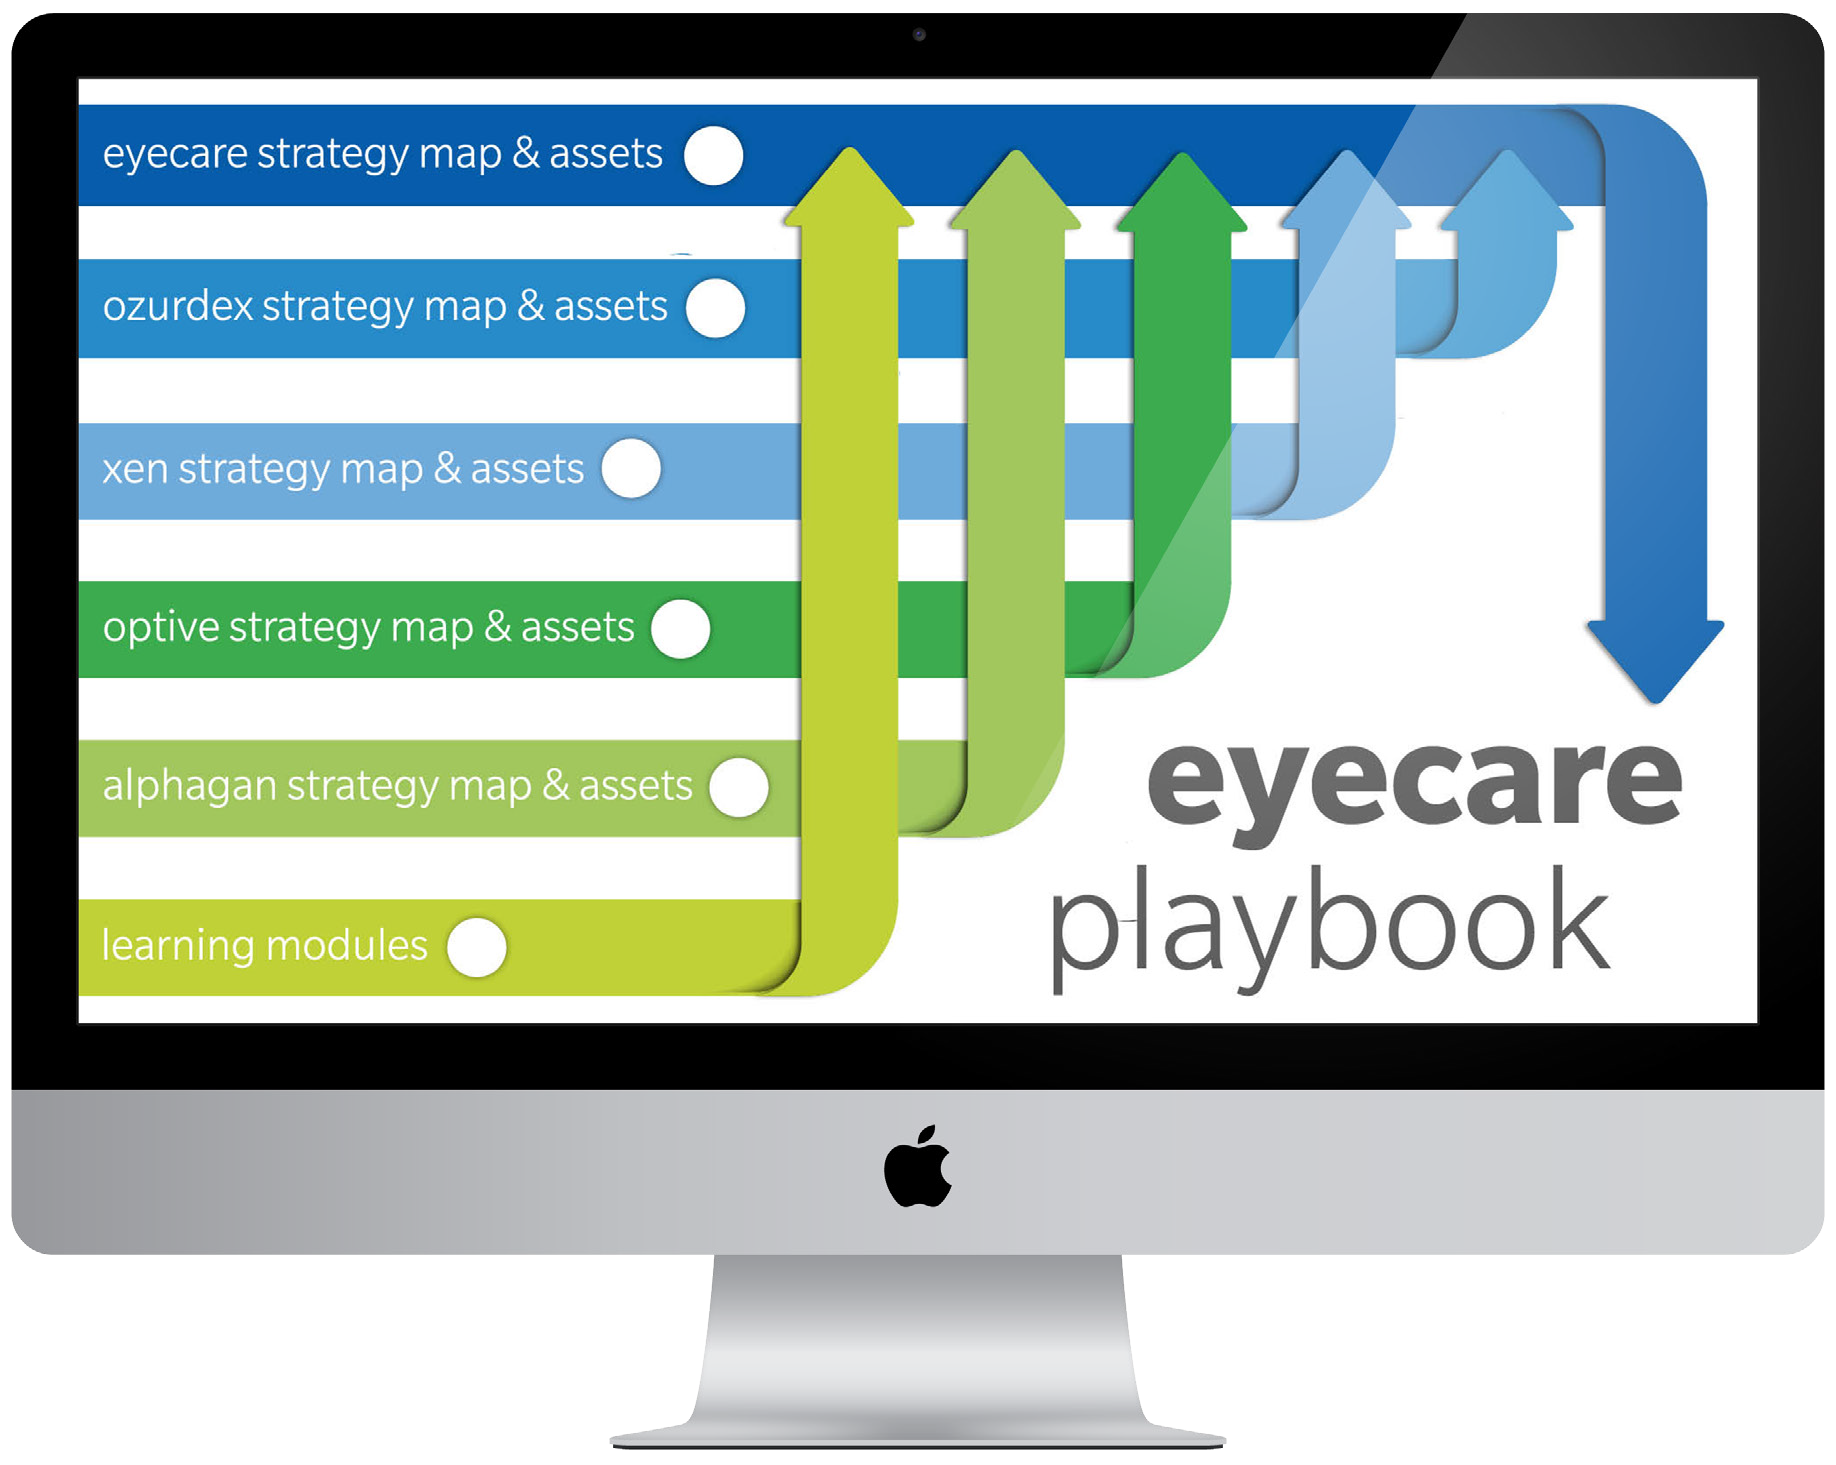 eyecare strategy map & assets
ozurdex strategy map & assets
xen strategy map & assets
optive strategy map & assets
alphagan strategy map & assets
learning modules
eyecare
playbook